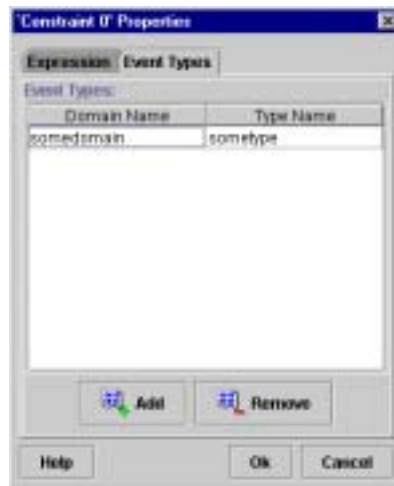 'Constraint 0' Properties
Expression Event Types
Event Types:
Domain Name Type Name
somedomain sometype
Add Remove
Help Ok Cancel